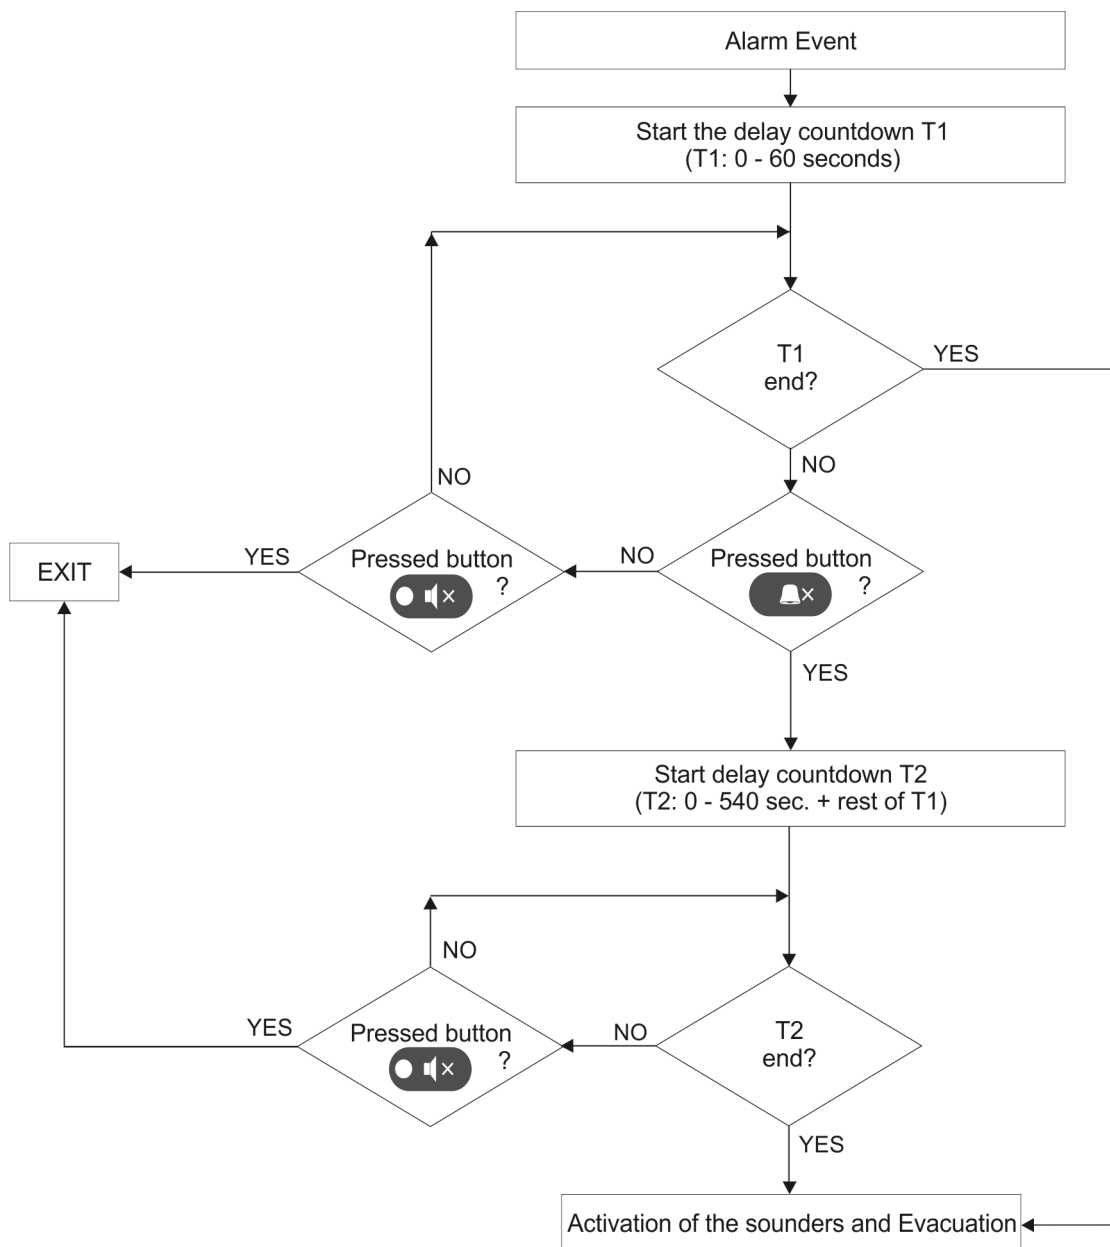 Alarm Event
Start the delay countdown T1
(T1: 0 - 60 seconds)
T1
end?
YES
NO
NO
Pressed button
?
YES
EXIT
NO
Pressed button
?
YES
Start delay countdown T2
(T2: 0 - 540 sec. + rest of T1)
NO
T2
end?
NO
Pressed button
?
YES
YES
Activation of the sounders and Evacuation